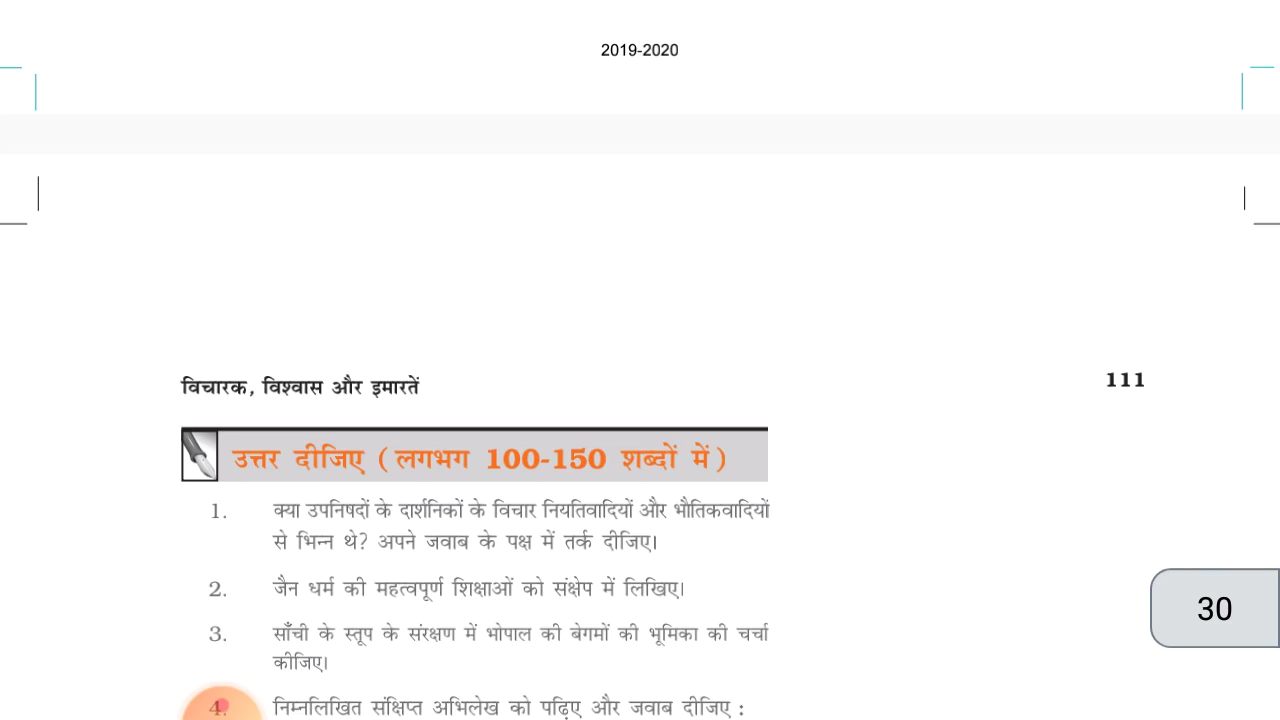 2019-2020
विचारक, विश्वास और इमारतें
111
उत्तर दीजिए (लगभग 100-150 शब्दों में)
1. क्या उपनिषदों के दार्शनिकों के विचार नियतिवादियों और भौतिकवादियों
से भिन्न थे? अपने जवाब के पक्ष में तर्क दीजिए।
2. जैन धर्म की महत्वपूर्ण शिक्षाओं को संक्षेप में लिखिए।
3. साँची के स्तूप के संरक्षण में भोपाल की बेगमों की भूमिका की चर्चा
कीजिए।
30
4. निम्नलिखित संक्षिप्त अभिलेख को पढ़िए और जवाब दीजिए :